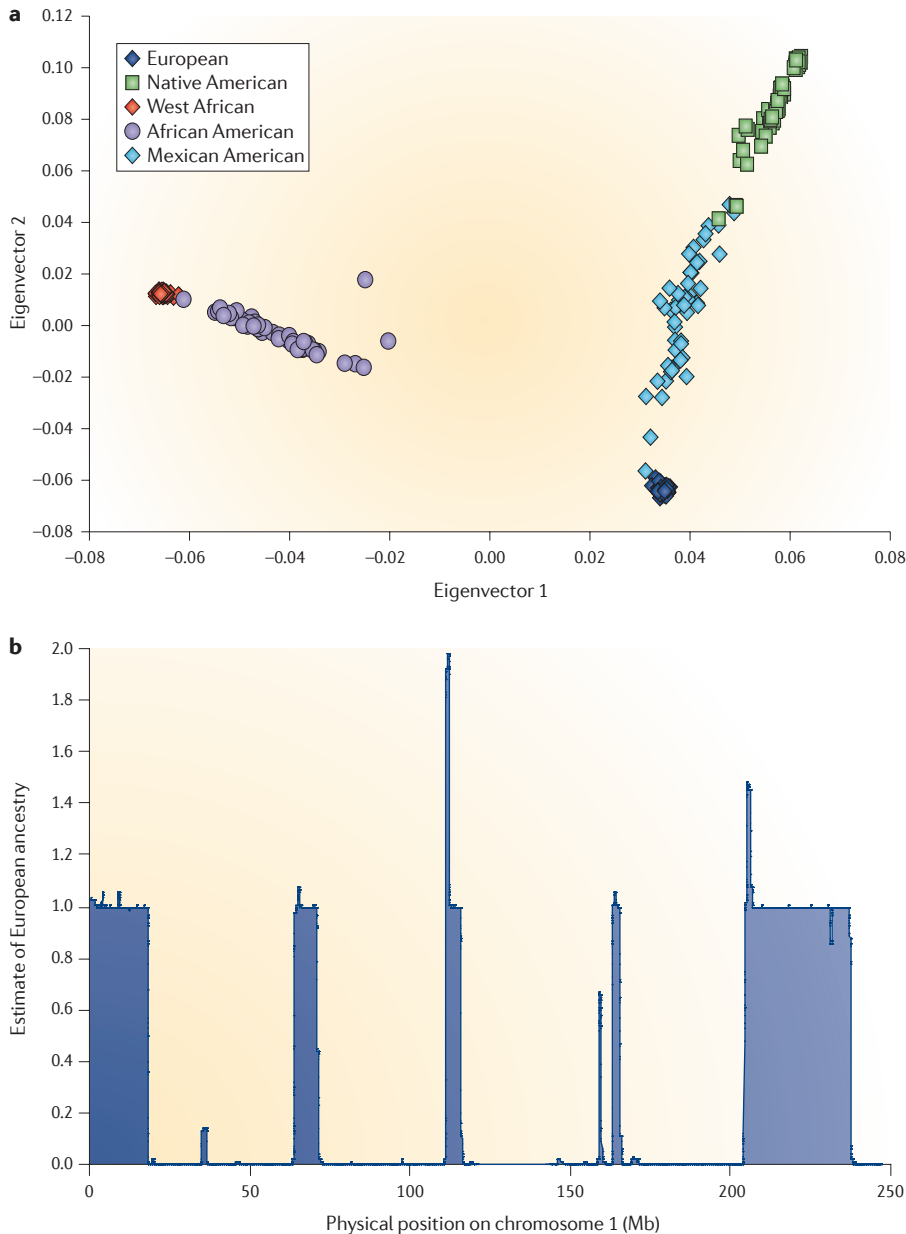 a
0.12
0.10
0.08
0.06
0.04
0.02
0.00
−0.02
−0.04
−0.06
−0.08
Eigenvector 2
European
Native American
West African
African American
Mexican American
−0.08 −0.06 −0.04 −0.02 0.00 0.02 0.04 0.06 0.08
Eigenvector 1
b
2.0
1.8
1.6
1.4
1.2
1.0
0.8
0.6
0.4
0.2
0.0
Estimate of European ancestry
0 50 100 150 200 250
Physical position on chromosome 1 (Mb)